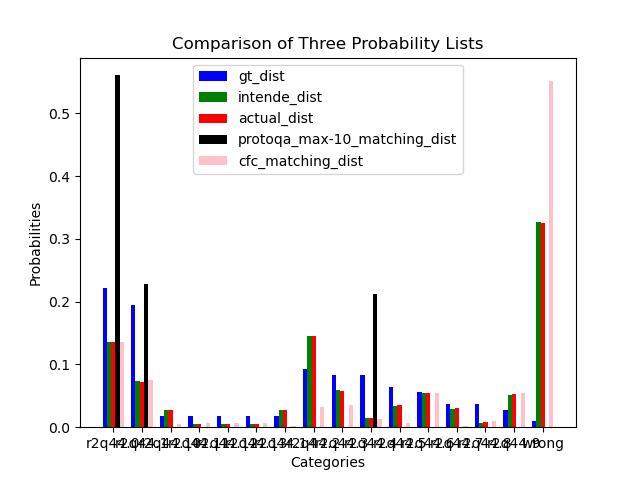 Comparison of Three Probability Lists
gt_dist
intende_dist
actual_dist
protoqa_max-10_matching_dist
cfc_matching_dist
Probabilities
0.5
0.4
0.3
0.2
0.1
0.0
wrong
Categories